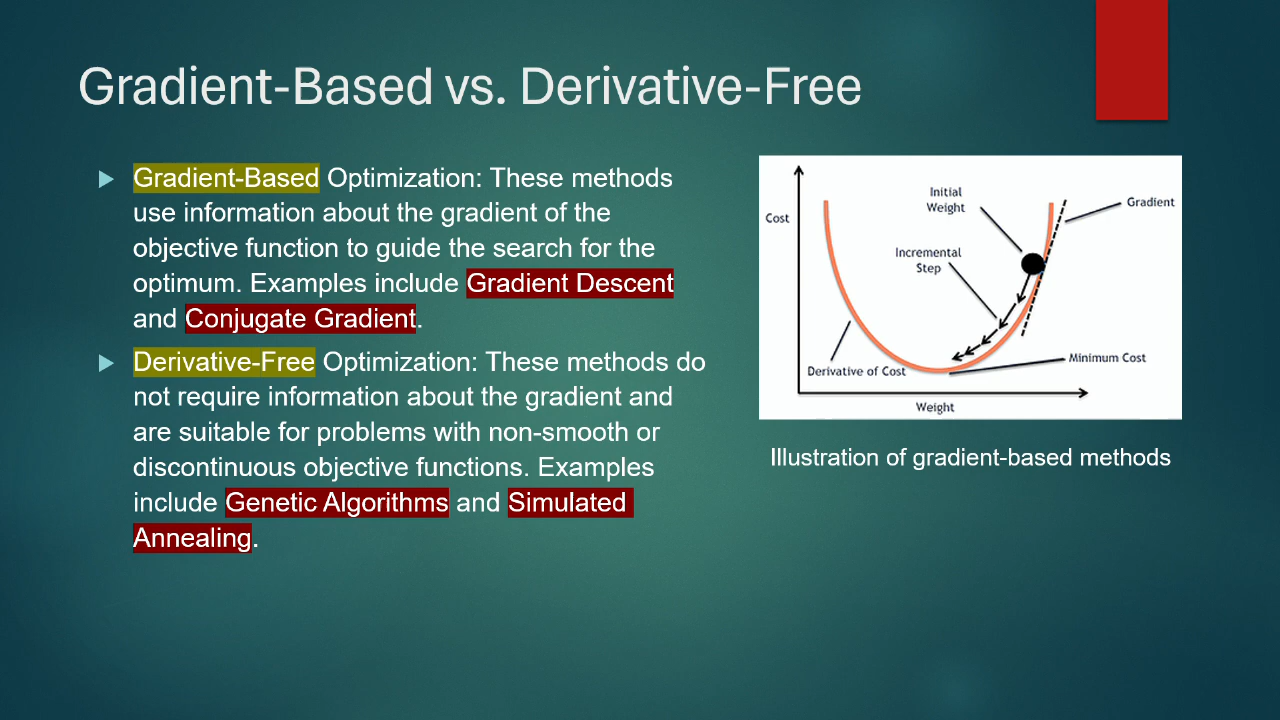 Gradient-Based vs. Derivative-Free
Gradient-Based Optimization: These methods
use information about the gradient of the
objective function to guide the search for the
optimum. Examples include Gradient Descent
and Conjugate Gradient.
Derivative-Free Optimization: These methods do
not require information about the gradient and
are suitable for problems with non-smooth or
discontinuous objective functions. Examples
include Genetic Algorithms and Simulated
Annealing.
Cost
Initial
Weight
Gradient
Incremental
Step
Derivative of Cost
Minimum Cost
Weight
Illustration of gradient-based methods